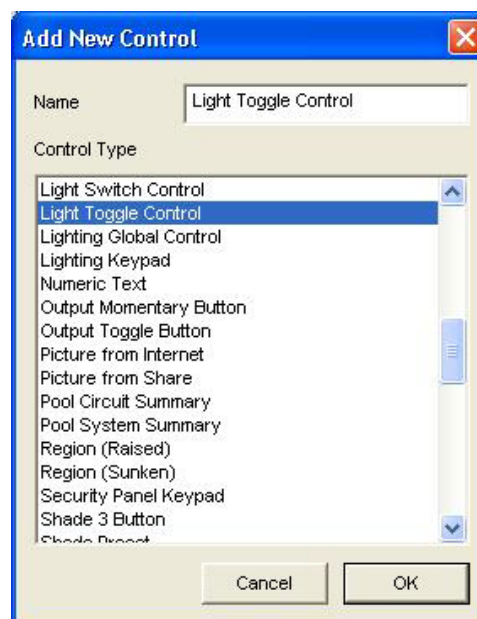 Add New Control
Name
Light Toggle Control
Control Type
Light Switch Control
Light Toggle Control
Lighting Global Control
Lighting Keypad
Numeric Text
Output Momentary Button
Output Toggle Button
Picture from Internet
Picture from Share
Pool Circuit Summary
Pool System Summary
Region (Raised)
Region (Sunken)
Security Panel Keypad
Shade 3 Button
Shade Preset
Cancel
OK